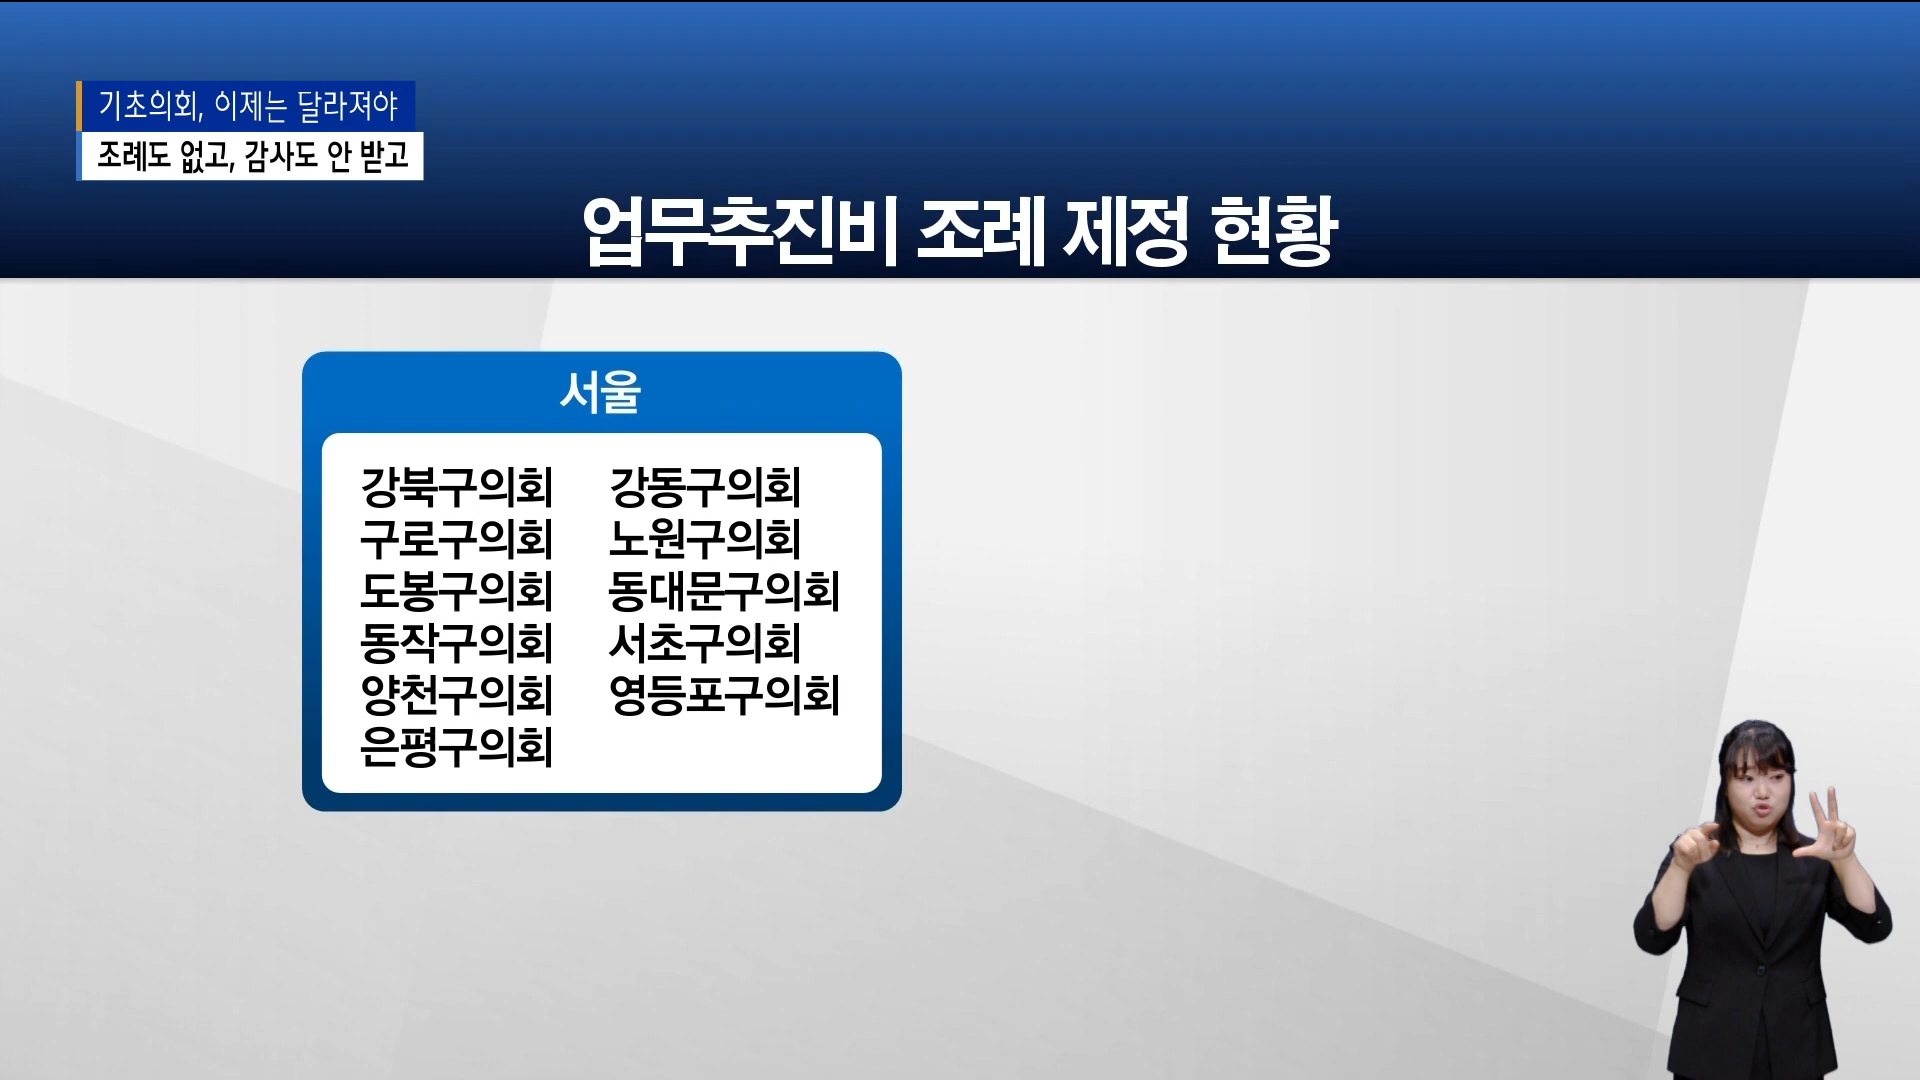 기초의회, 이제는 달라져야
조례도 없고, 감사도 안 받고
업무추진비 조례 제정 현황
서울
강북구의회 강동구의회
구로구의회 노원구의회
도봉구의회 동대문구의회
동작구의회 서초구의회
양천구의회 영등포구의회
은평구의회